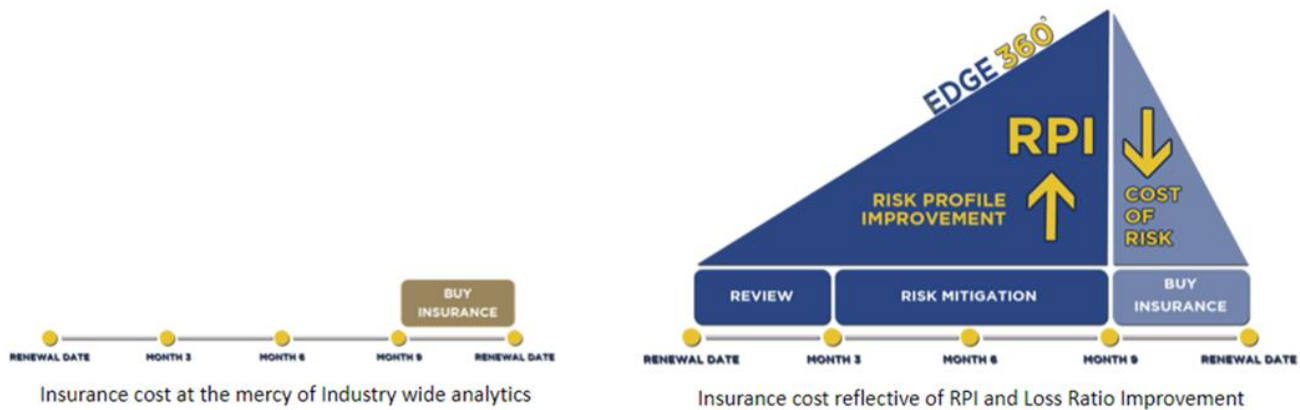 BUY
INSURANCE
RENEWAL DATE MONTH 3 MONTH 6 MONTH 9 RENEWAL DATE
Insurance cost at the mercy of Industry wide analytics
EDGE 360°
RPI
RISK PROFILE
IMPROVEMENT
COST
OF
RISK
REVIEW
RISK MITIGATION
BUY
INSURANCE
RENEWAL DATE MONTH 3 MONTH 6 MONTH 9 RENEWAL DATE
Insurance cost reflective of RPI and Loss Ratio Improvement